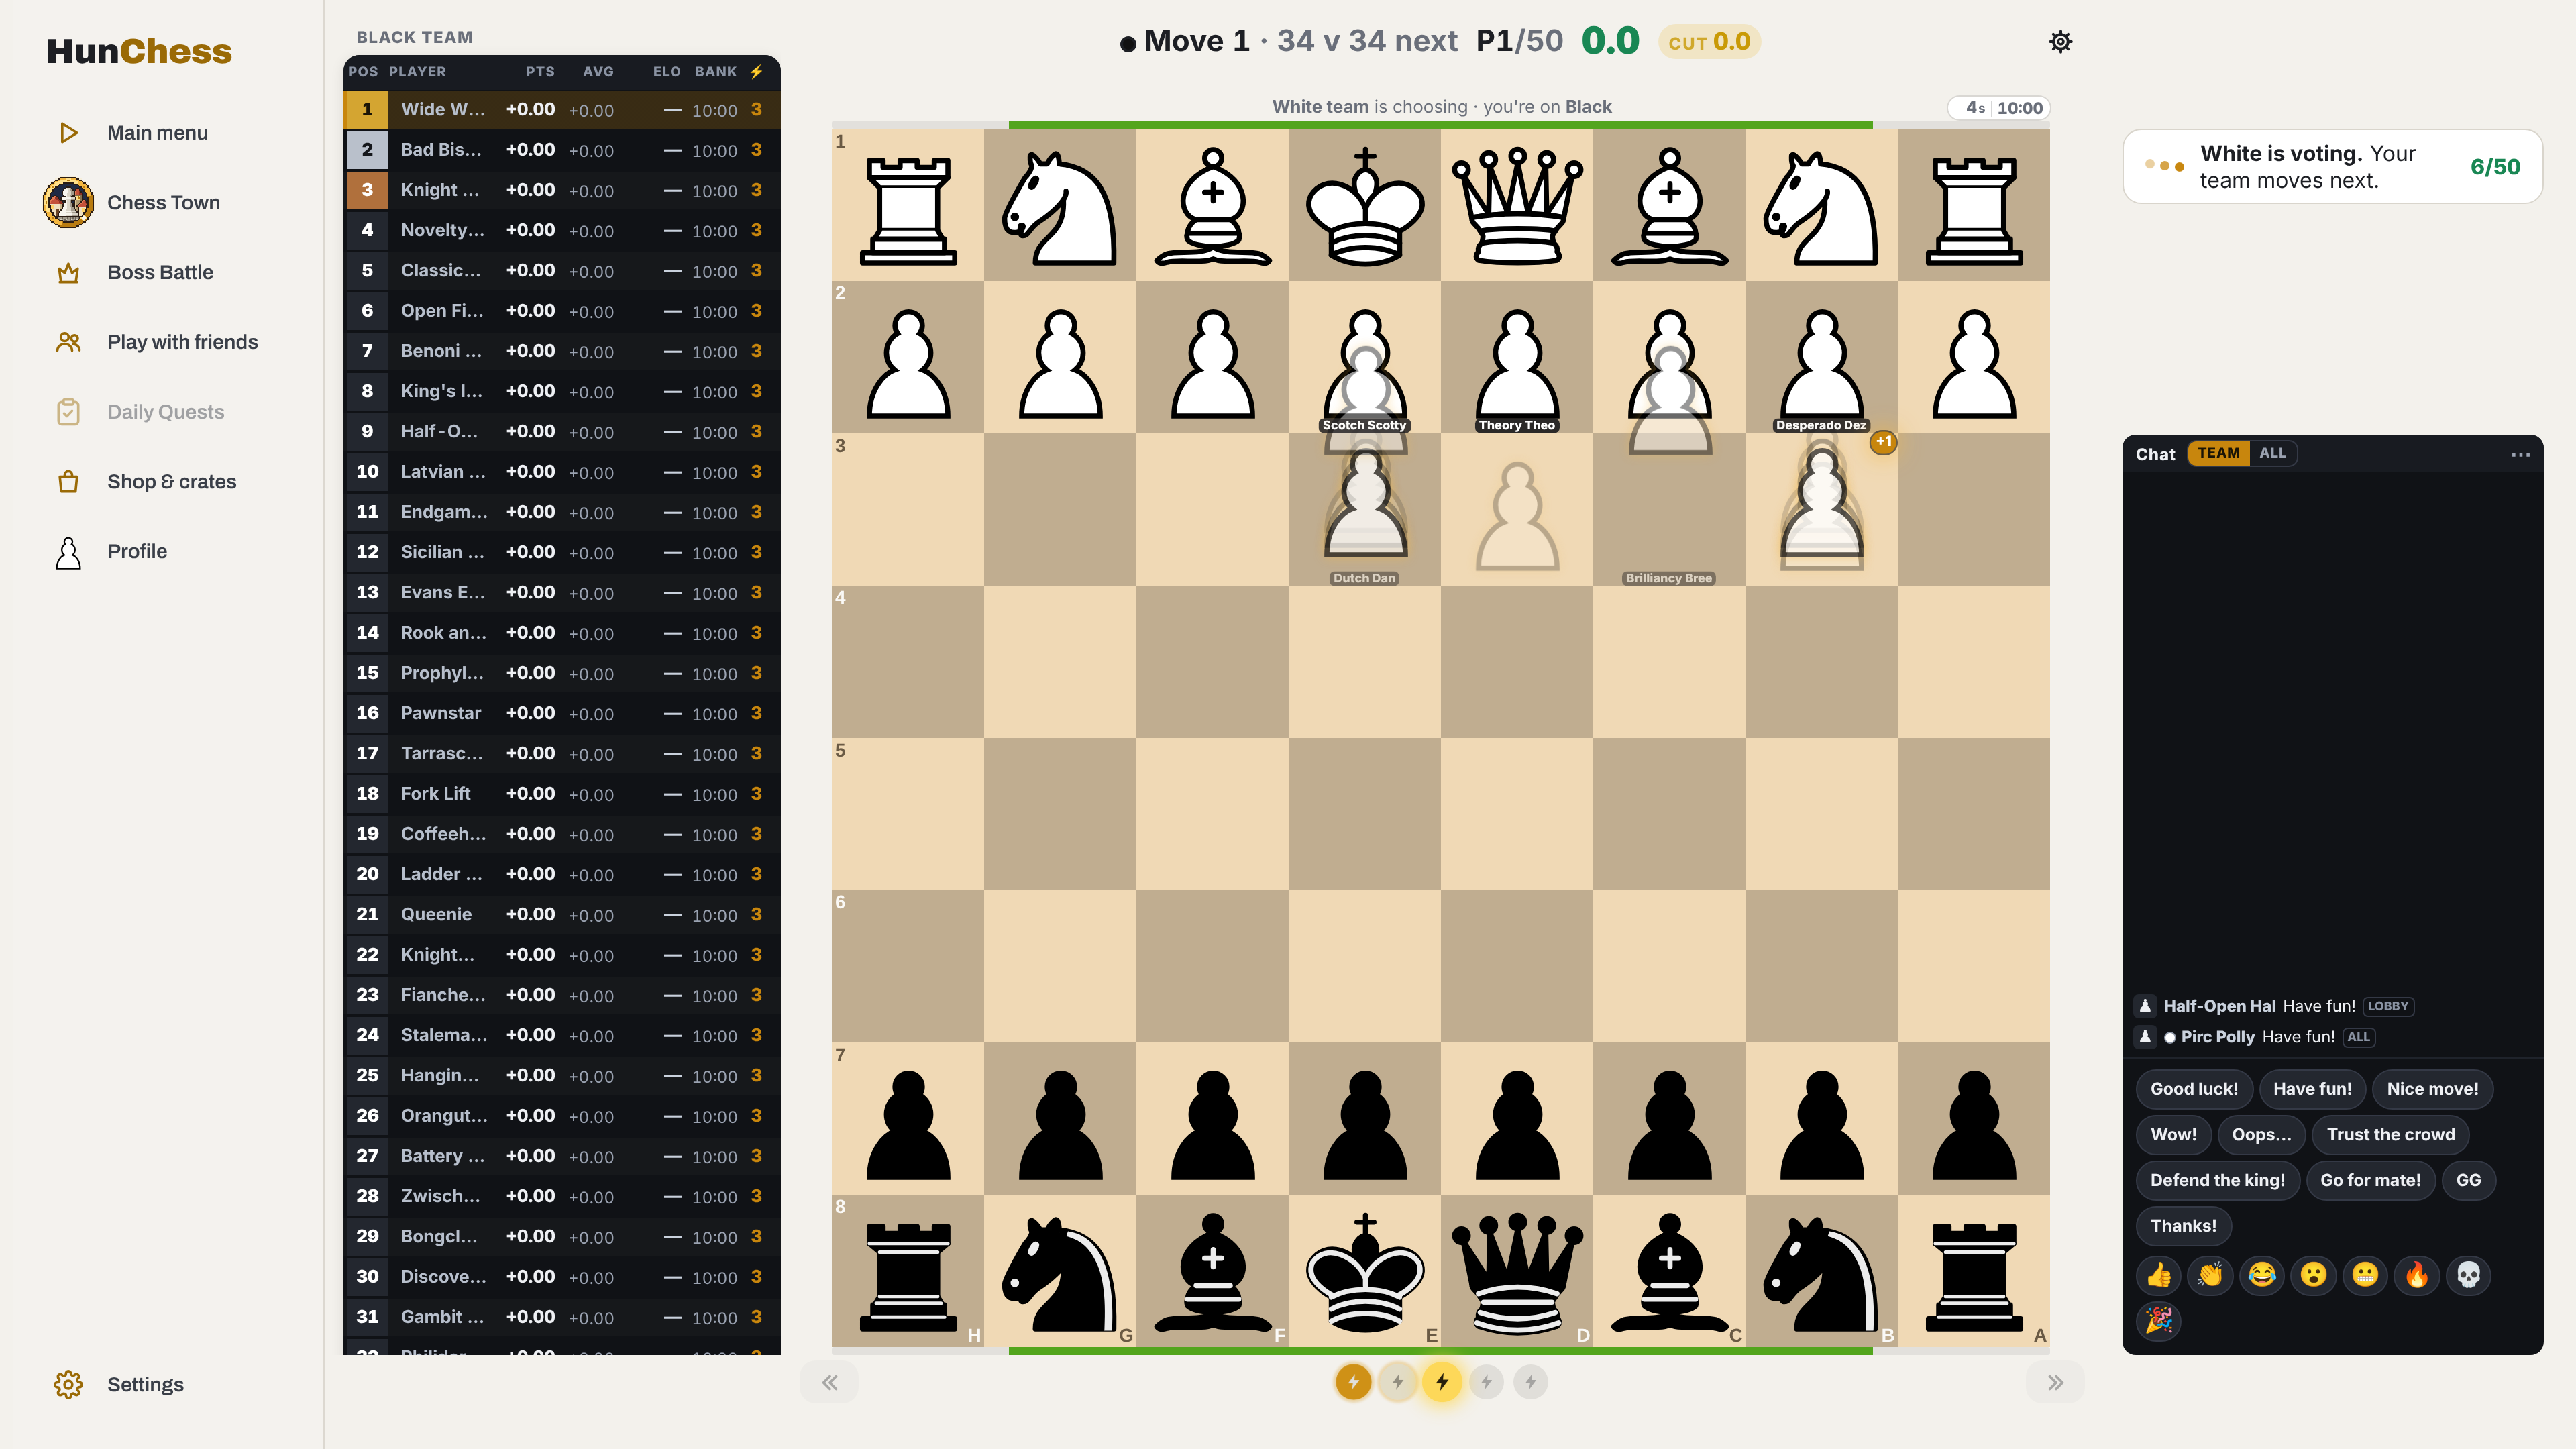 HunChess
Main menu
Chess Town
Boss Battle
Play with friends
Daily Quests
Shop & crates
Profile
Settings
BLACK TEAM
POS PLAYER PTS AVG ELO BANK ⚡
1 Wide W... +0.00 +0.00 — 10:00 3
2 Bad Bis... +0.00 +0.00 — 10:00 3
3 Knight ... +0.00 +0.00 — 10:00 3
4 Novelty... +0.00 +0.00 — 10:00 3
5 Classic... +0.00 +0.00 — 10:00 3
6 Open Fi... +0.00 +0.00 — 10:00 3
7 Benoni ... +0.00 +0.00 — 10:00 3
8 King's I... +0.00 +0.00 — 10:00 3
9 Half-O... +0.00 +0.00 — 10:00 3
10 Latvian ... +0.00 +0.00 — 10:00 3
11 Endgam... +0.00 +0.00 — 10:00 3
12 Sicilian ... +0.00 +0.00 — 10:00 3
13 Evans E... +0.00 +0.00 — 10:00 3
14 Rook an... +0.00 +0.00 — 10:00 3
15 Prophyl... +0.00 +0.00 — 10:00 3
16 Pawnstar +0.00 +0.00 — 10:00 3
17 Tarrasc... +0.00 +0.00 — 10:00 3
18 Fork Lift +0.00 +0.00 — 10:00 3
19 Coffeeh... +0.00 +0.00 — 10:00 3
20 Ladder ... +0.00 +0.00 — 10:00 3
21 Queenie +0.00 +0.00 — 10:00 3
22 Knight... +0.00 +0.00 — 10:00 3
23 Fianche... +0.00 +0.00 — 10:00 3
24 Stalema... +0.00 +0.00 — 10:00 3
25 Hangin... +0.00 +0.00 — 10:00 3
26 Orangut... +0.00 +0.00 — 10:00 3
27 Battery ... +0.00 +0.00 — 10:00 3
28 Zwisch... +0.00 +0.00 — 10:00 3
29 Bongcl... +0.00 +0.00 — 10:00 3
30 Discove... +0.00 +0.00 — 10:00 3
31 Gambit ... +0.00 +0.00 — 10:00 3
Move 1 · 34 v 34 next P1/50 0.0 CUT 0.0
White team is choosing · you're on Black
4s 10:00
1
2
Scotch Scotty Theory Theo Desperado Dez
3 +1
Dutch Dan Brilliancy Bree
4
5
6
7
8
H G F E D C B A
White is voting. Your
team moves next.
6/50
Chat TEAM ALL ...
Half-Open Hal Have fun! LOBBY
Pirc Polly Have fun! ALL
Good luck! Have fun! Nice move!
Wow! Oops... Trust the crowd
Defend the king! Go for mate! GG
Thanks!